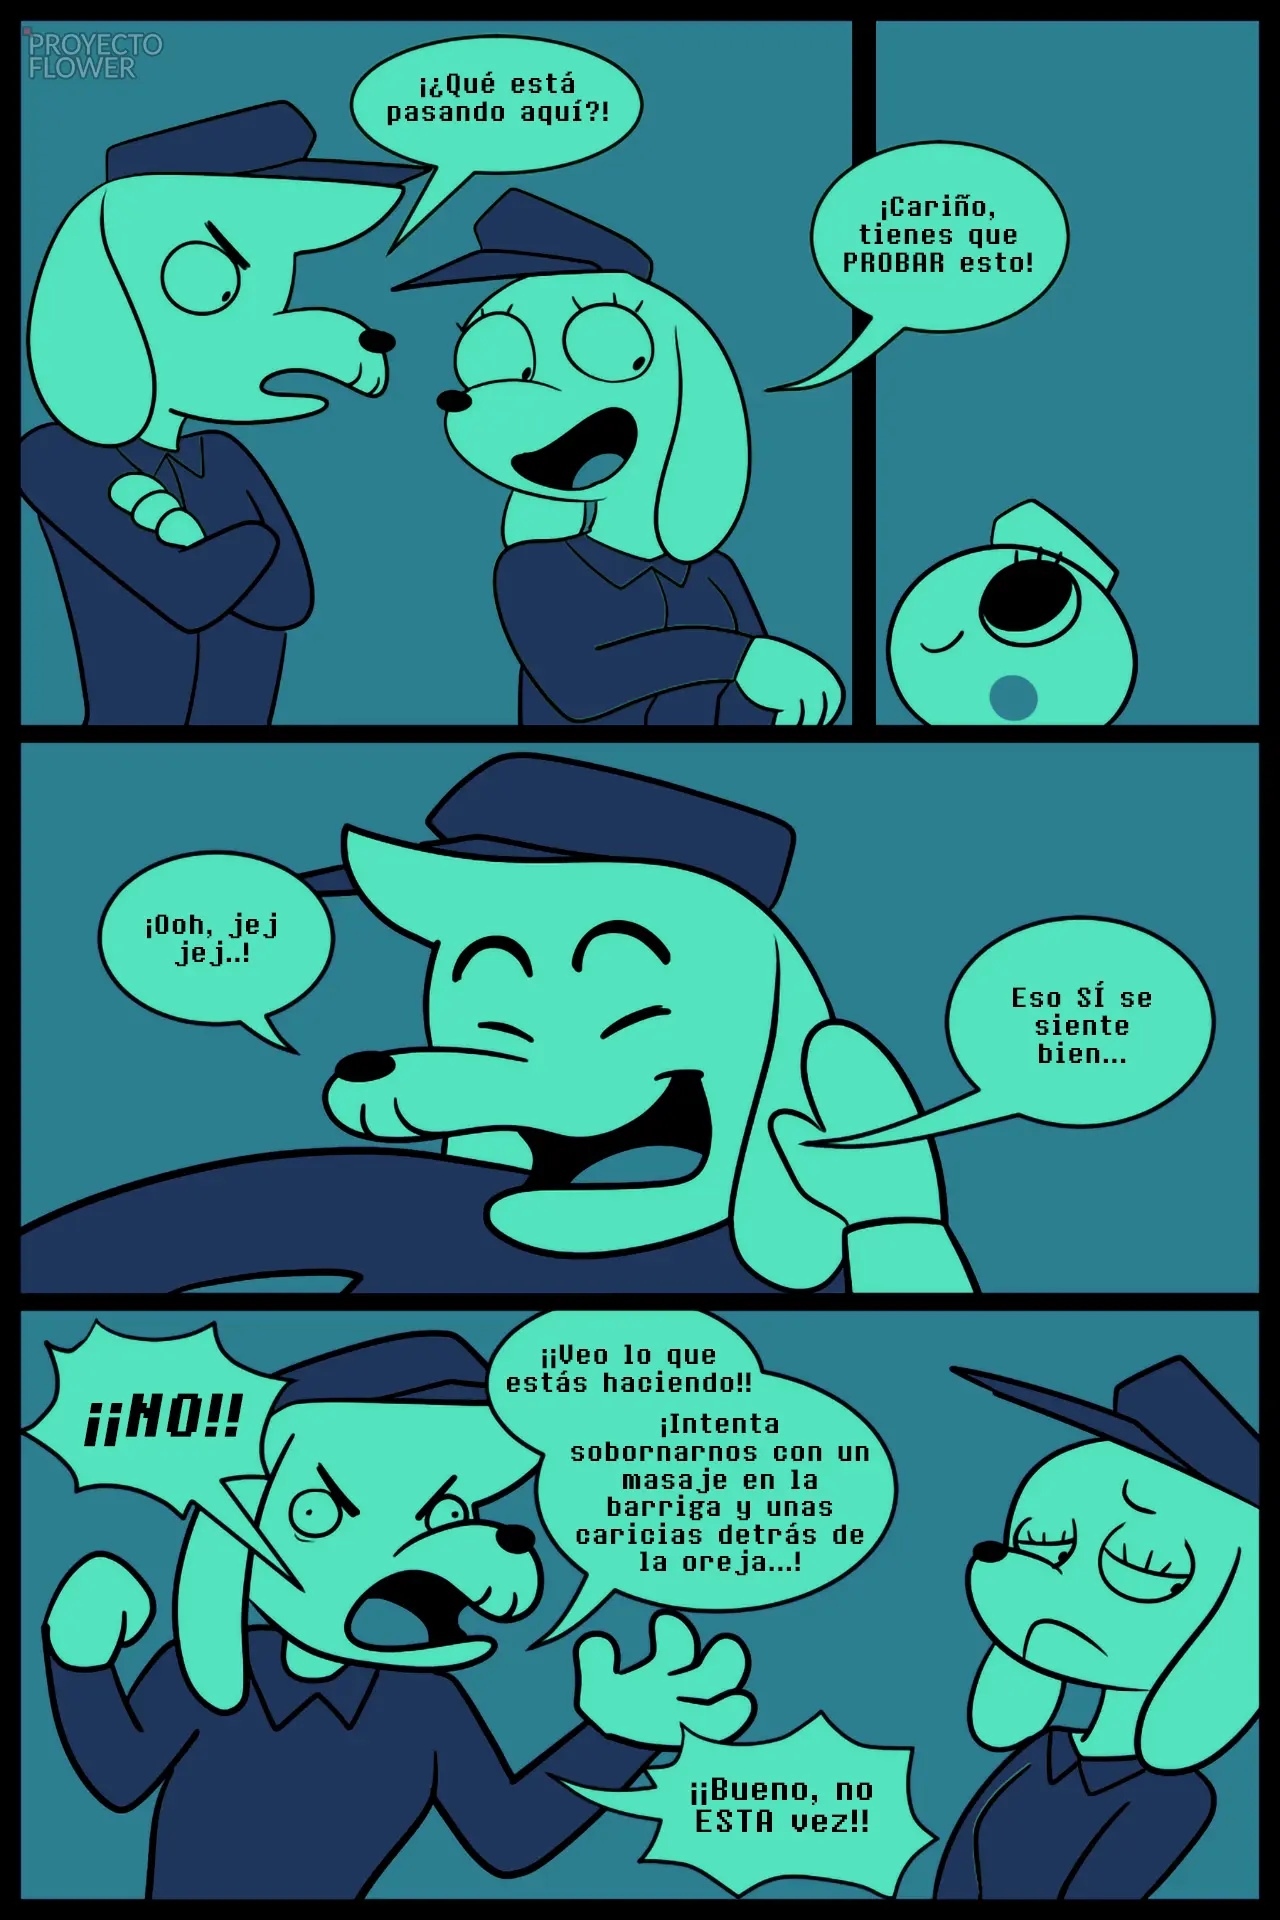 PROYECTO
FLOWER
¡¿Qué está
pasando aquí?!
¡Cariño,
tienes que
PROBAR esto!
¡Ooh, jej
jej..!
Eso SÍ se
siente
bien...
¡¡NO!!
¡¡Veo lo que
estás haciendo!!
¡Intenta
sobornarnos con un
masaje en la
barriga y unas
caricias detrás de
la oreja...!
¡¡Bueno, no
ESTA vez!!